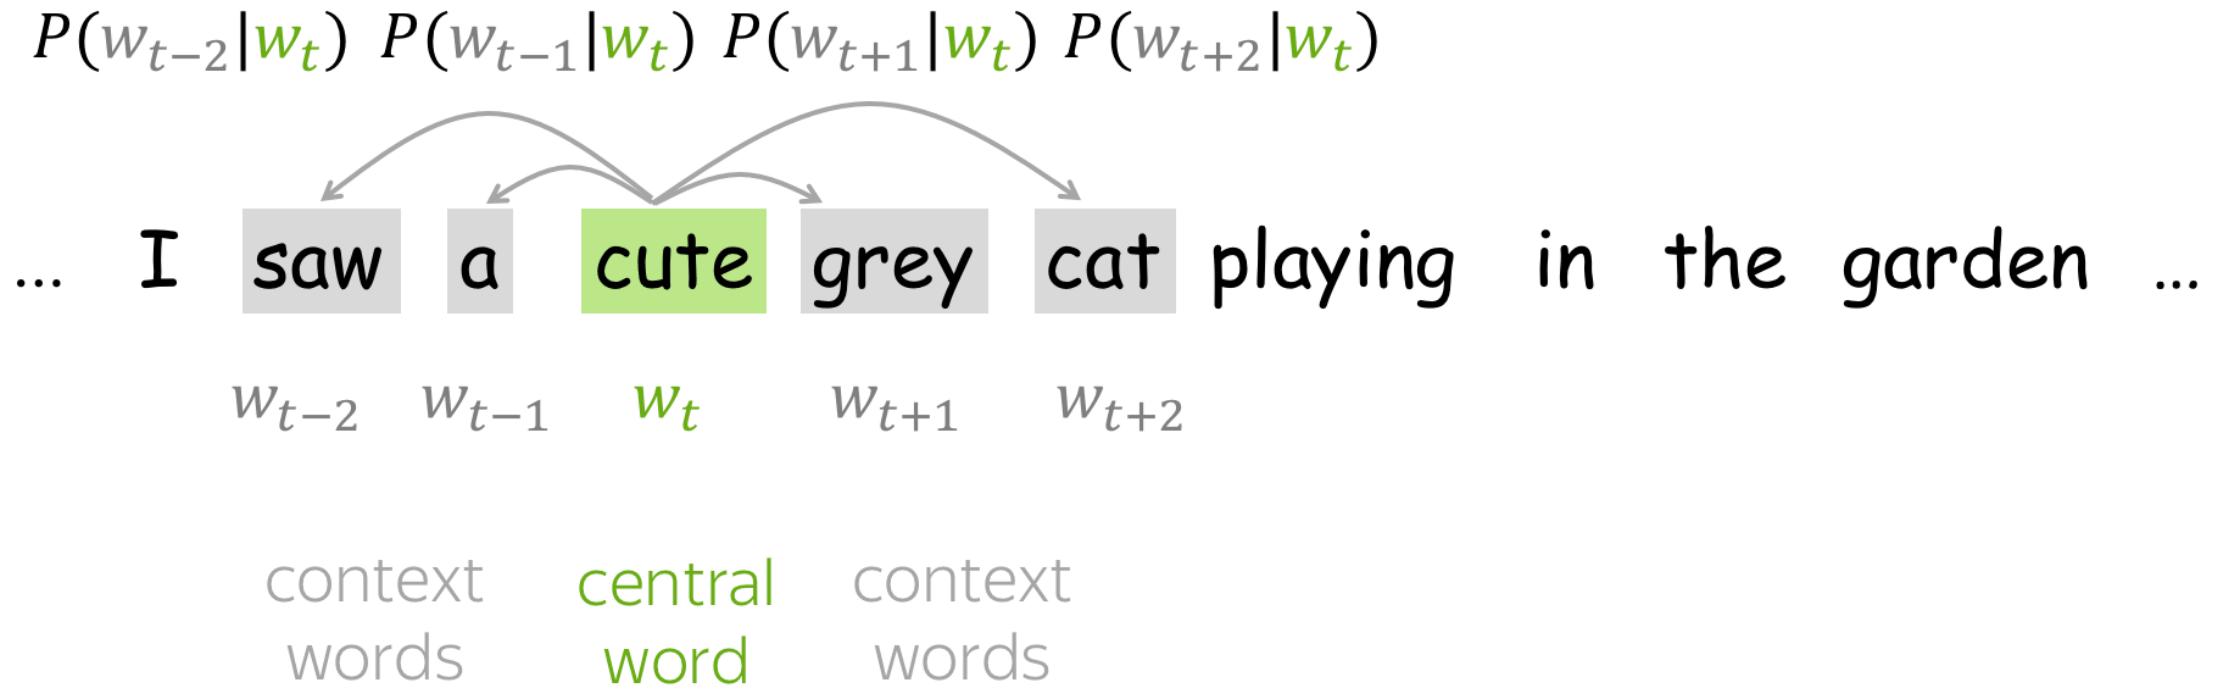 P(w_{t-2}|w_t) P(w_{t-1}|w_t) P(w_{t+1}|w_t) P(w_{t+2}|w_t)
... I saw a cute grey cat playing in the garden ...
w_{t-2} w_{t-1} w_t w_{t+1} w_{t+2}
context central context
words word words